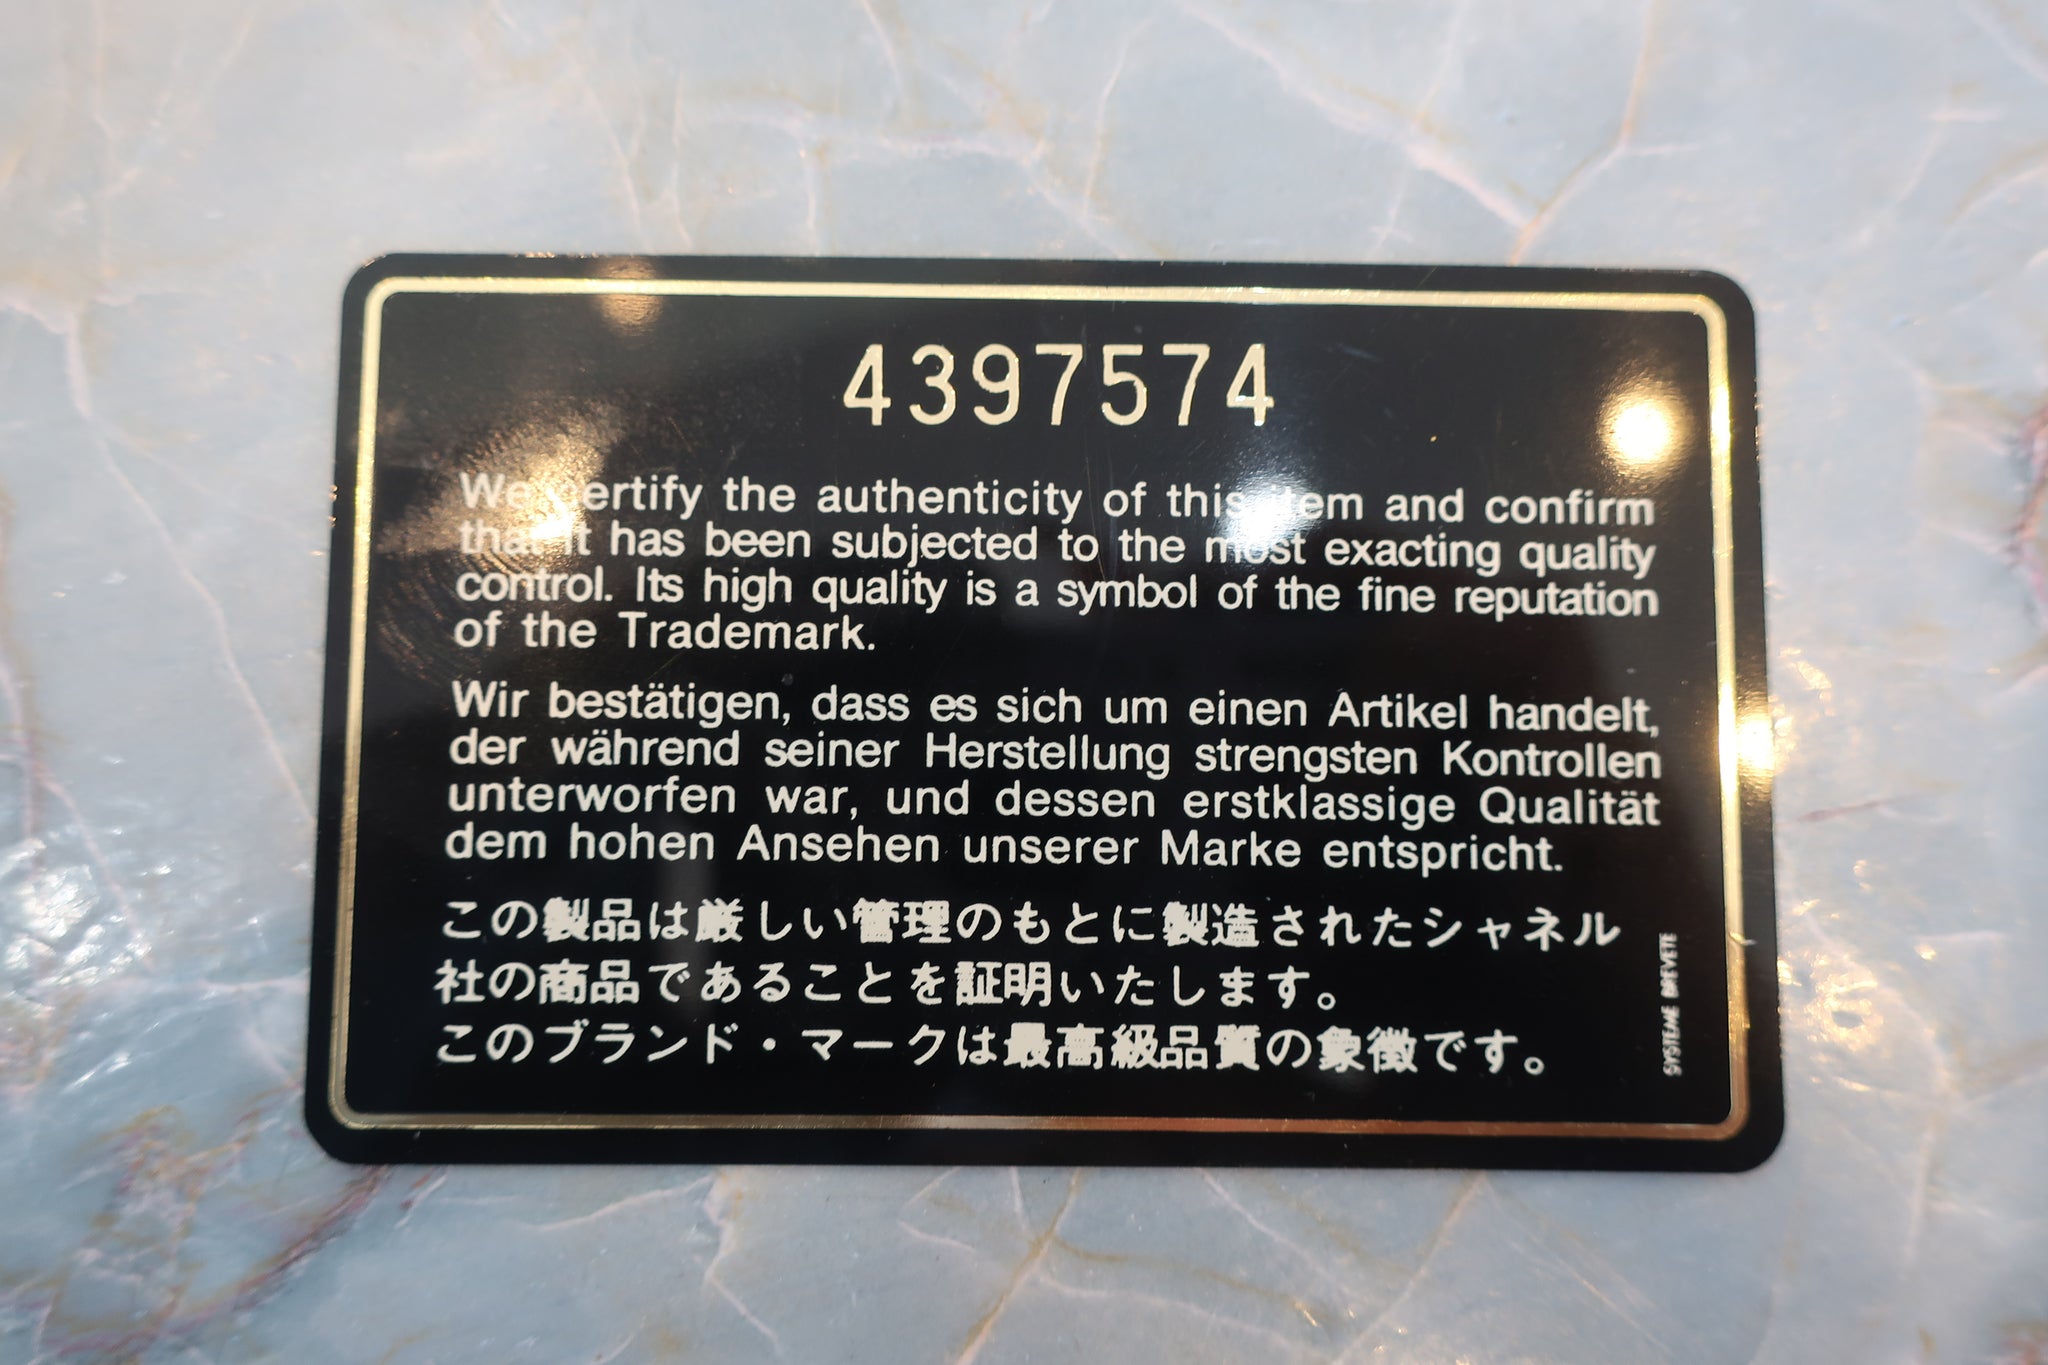 4397574
We certify the authenticity of this item and confirm
that it has been subjected to the most exacting quality
control. Its high quality is a symbol of the fine reputation
of the Trademark.
Wir bestätigen, dass es sich um einen Artikel handelt,
der während seiner Herstellung strengsten Kontrollen
unterworfen war, und dessen erstklassige Qualität
dem hohen Ansehen unserer Marke entspricht.
この製品は厳しい管理のもとに製造されたシャネル
社の商品であることを証明いたします。
このブランド・マークは最高級品質の象徴です。
SYSTEME BREVETE